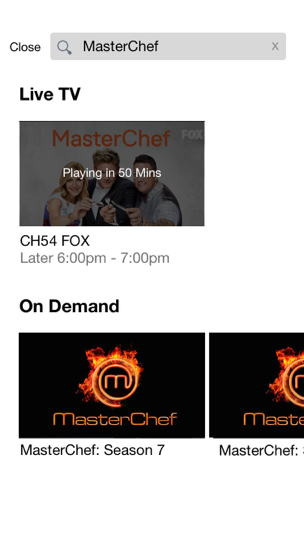 Close
MasterChef
X
Live TV
MasterChef
FOX
Playing in 50 Mins
CH54 FOX
Later 6:00pm - 7:00pm
On Demand
MasterChef
MasterChef: Season 7
MasterChef: